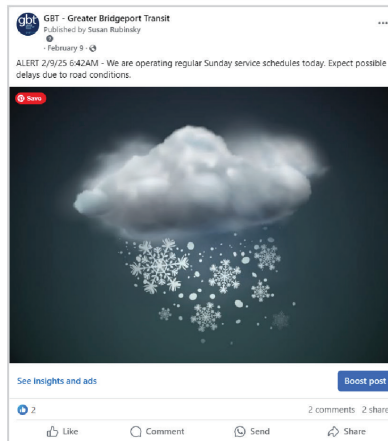 gbt
GBT - Greater Bridgeport Transit
Published by Susan Rubinsky
· February 9 ·
ALERT 2/9/25 6:42AM - We are operating regular Sunday service schedules today. Expect possible
delays due to road conditions.
Save
See insights and ads
Boost post
2
2 comments 2 share
Like
Comment
Send
Share